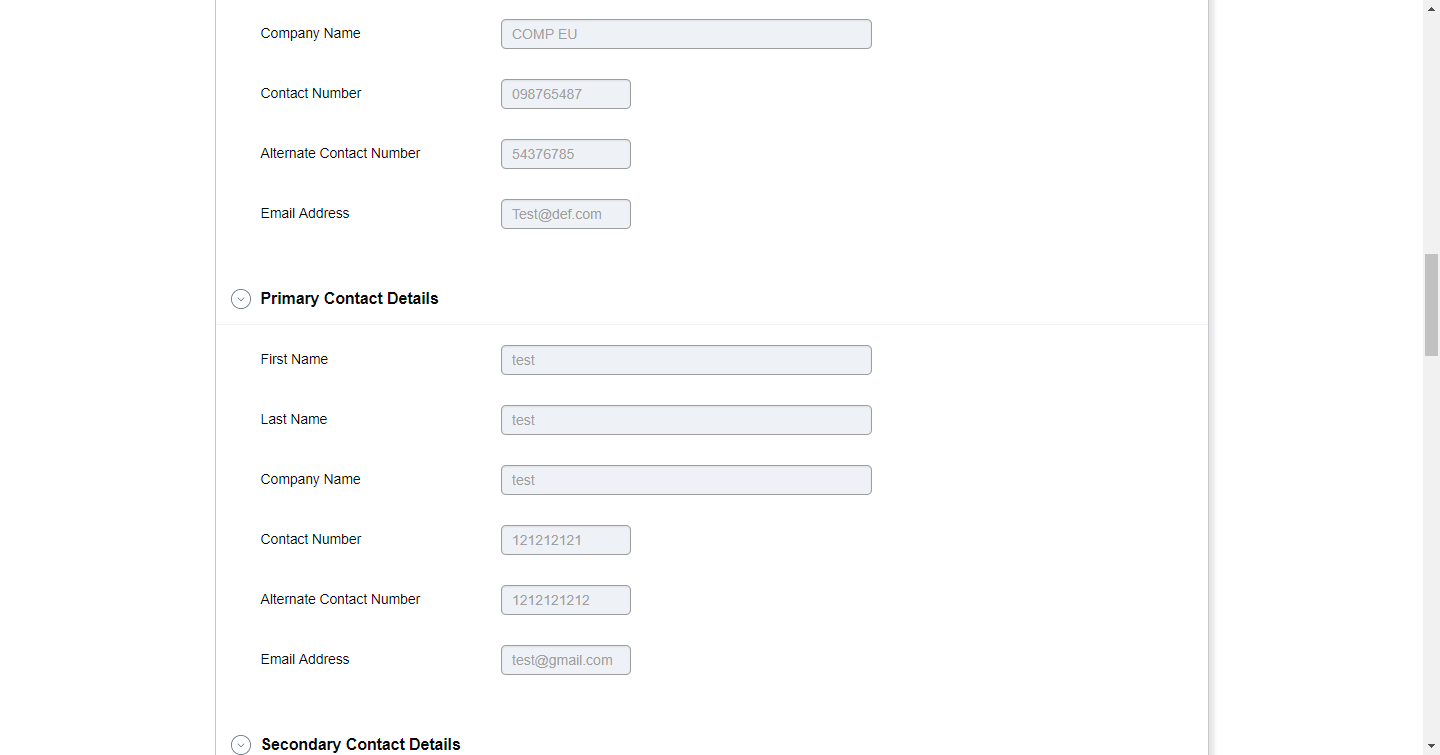 Company Name COMP EU
Contact Number 098765487
Alternate Contact Number 54376785
Email Address Test@def.com
Primary Contact Details
First Name test
Last Name test
Company Name test
Contact Number 121212121
Alternate Contact Number 1212121212
Email Address test@gmail.com
Secondary Contact Details